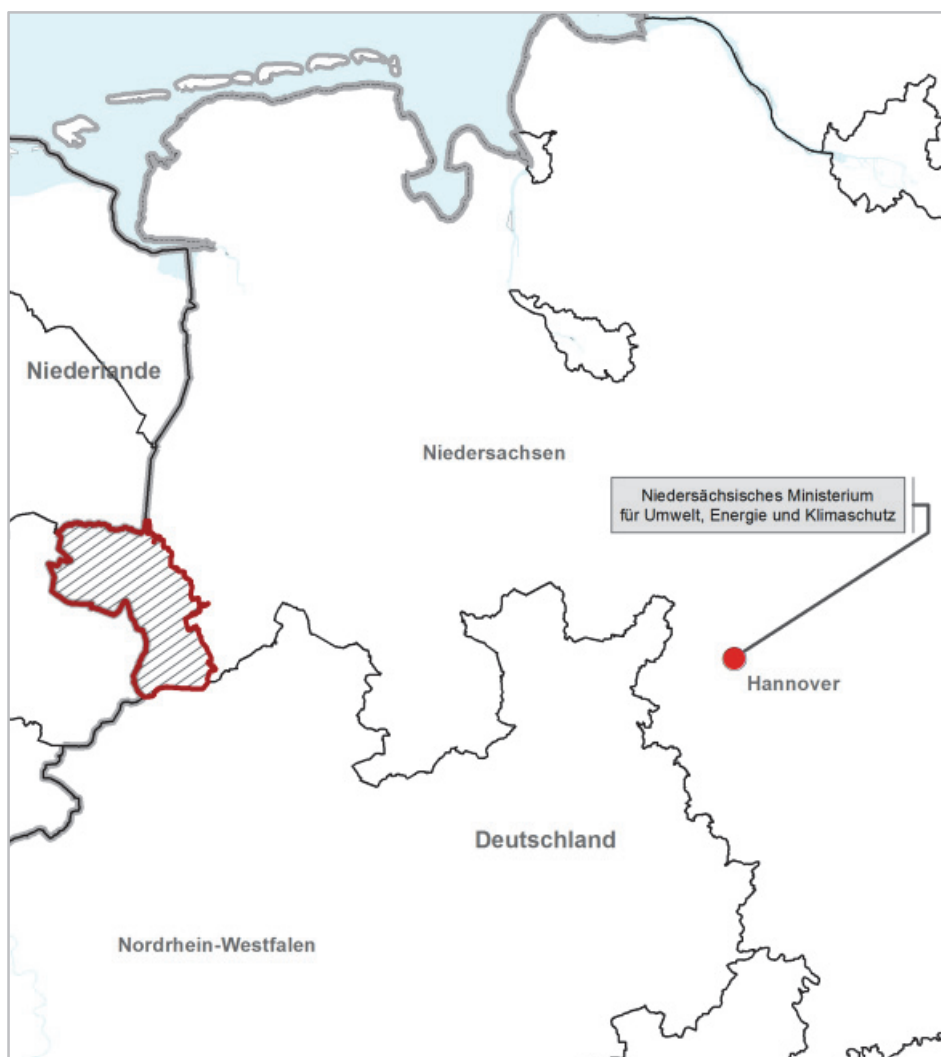 Niederlande
Niedersachsen
Niedersächsisches Ministerium
für Umwelt, Energie und Klimaschutz
Hannover
Deutschland
Nordrhein-Westfalen